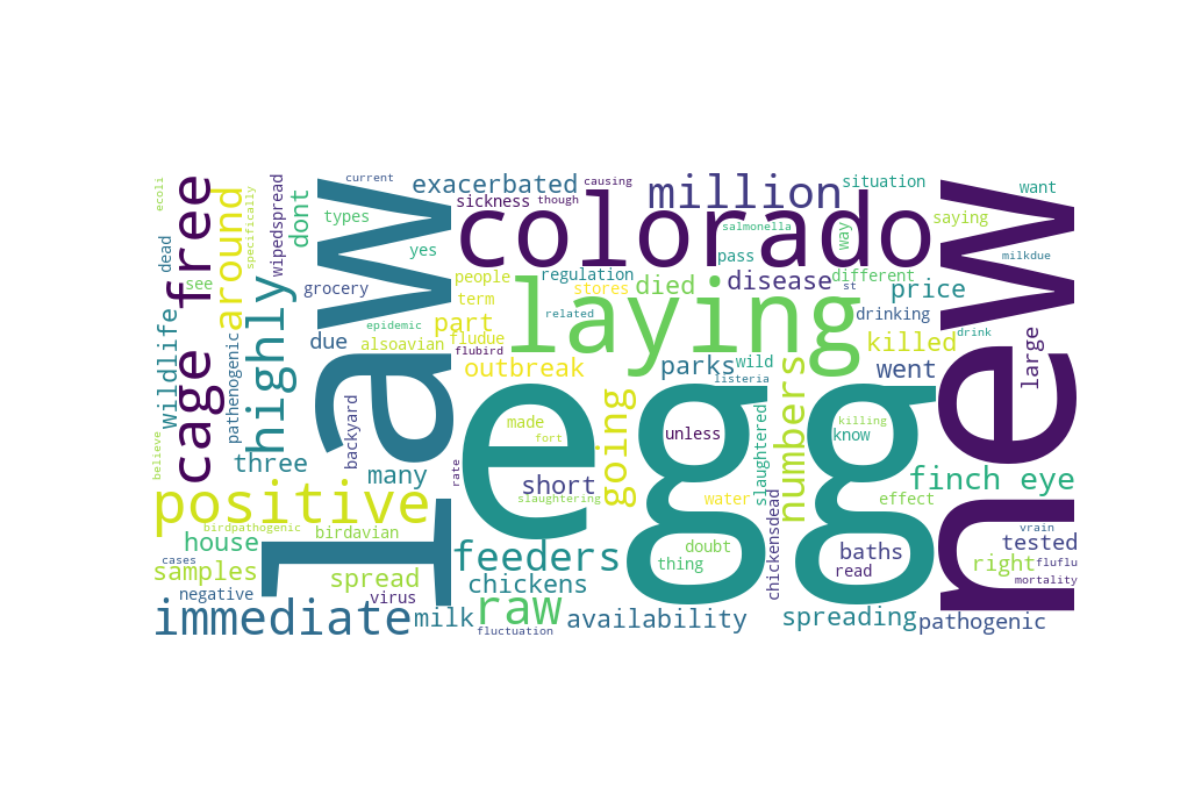 ecoli
current
causing
exacerbated
sickness
though
million
situation
want
cage free
around
specifically
wipedspread
dont
types
yes
law
colorado
salmonella
pass
way
saying
new
milkdue
dead
see
wildlife
highly
grocery
people
regulation
stores
died
disease
different
st
price
term
related
drinking
epidemic
part
laying
due
alsoavian
fludue
flubird
killed
drink
large
pathenogenic
outbreak
parks
wild
listeria
went
believe
backyard
egg
going
numbers
made
fort
unless
killing
know
three
many
rate
short
slaughtering
slaughtered
water
effect
finch eye
positive
birdpathogenic
birdavian
house
cases
feeders
doubt
thing
chickensdead
baths
read
vrain
tested
right
fluflu
mortality
samples
spread
chickens
negative
virus
immediate
milk
raw
fluctuation
availability
spreading
pathogenic